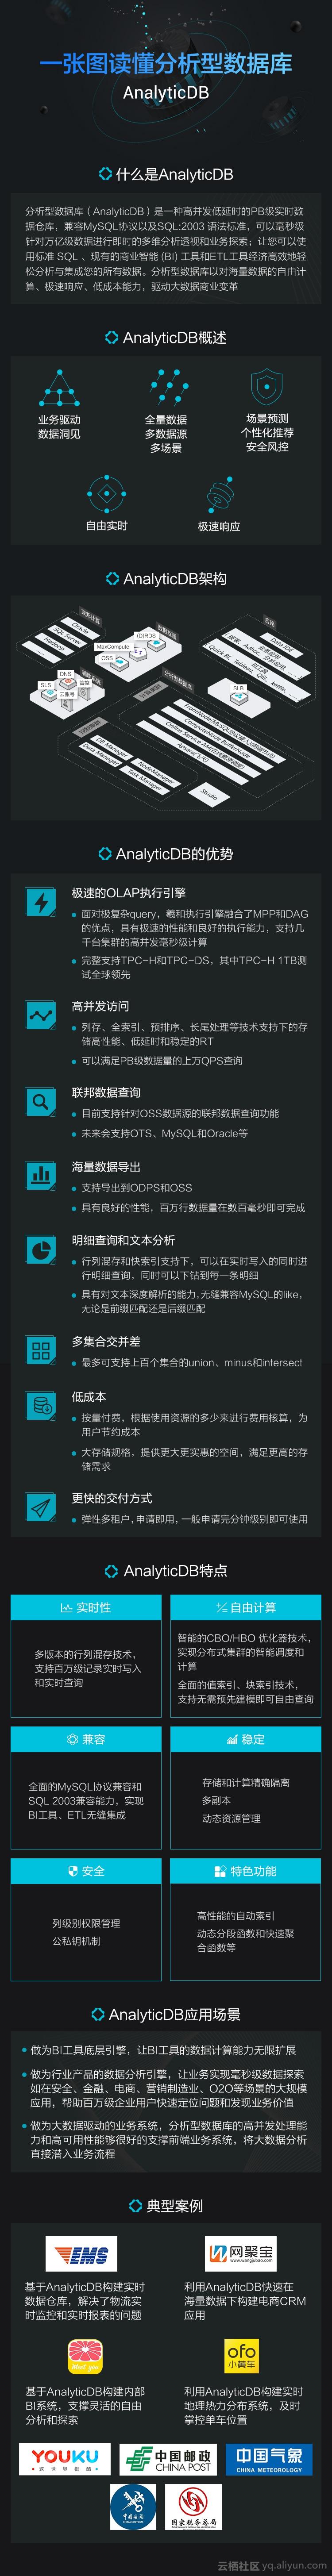 一张图读懂分析型数据库
AnalyticDB
什么是AnalyticDB
分析型数据库（AnalyticDB）是一种高并发低延时的PB级实时数
据仓库，兼容MySQL协议以及SQL:2003 语法标准，可以毫秒级
针对万亿级数据进行即时的多维分析透视和业务探索；让您可以使
用标准 SQL 、现有的商业智能 (BI) 工具和ETL工具经济高效地轻
松分析与集成您的所有数据。分析型数据库以对海量数据的自由计
算、极速响应、低成本能力，驱动大数据商业变革
AnalyticDB概述
业务驱动
数据洞见
全量数据
多数据源
多场景
场景预测
个性化推荐
安全风控
自由实时
极速响应
AnalyticDB架构
Oracle
SQL Server
Hadoop
(D)RDS
MaxCompute
OSS
DNS
SLS
SLB
ComputeNode/BufferNode
DB Manager
NodeManager
Data Manager
Task Manager
Studio
AnalyticDB的优势
极速的OLAP执行引擎
面对极复杂query，羲和执行引擎融合了MPP和DAG
的优点，具有极速的性能和良好的执行能力，支持几
千台集群的高并发毫秒级计算
完整支持TPC-H和TPC-DS，其中TPC-H 1TB测
试全球领先
高并发访问
列存、全索引、预排序、长尾处理等技术支持下的存
储高性能、低延时和稳定的RT
可以满足PB级数据量的上万QPS查询
联邦数据查询
目前支持针对OSS数据源的联邦数据查询功能
未来会支持OTS、MySQL和Oracle等
海量数据导出
支持导出到ODPS和OSS
具有良好的性能，百万行数据量在数百毫秒即可完成
明细查询和文本分析
行列混存和快索引支持下，可以在实时写入的同时进
行明细查询，同时可以下钻到每一条明细
具有对文本深度解析的能力，无缝兼容MySQL的like，
无论是前缀匹配还是后缀匹配
多集合交并差
最多可支持上百个集合的union、minus和intersect
低成本
按量付费，根据使用资源的多少来进行费用核算，为
用户节约成本
大存储规格，提供更大更实惠的空间，满足更高的存
储需求
更快的交付方式
弹性多租户，申请即用，一般申请完分钟级别即可使用
AnalyticDB特点
实时性
多版本的行列混存技术，
支持百万级记录实时写入
和实时查询
自由计算
智能的CBO/HBO 优化器技术，
实现分布式集群的智能调度和
计算
全面的值索引、块索引技术，
支持无需预先建模即可自由查询
兼容
全面的MySQL协议兼容和
SQL 2003兼容能力，实现
BI工具、ETL无缝集成
稳定
存储和计算精确隔离
多副本
动态资源管理
安全
列级别权限管理
公私钥机制
特色功能
高性能的自动索引
动态分段函数和快速聚
合函数等
AnalyticDB应用场景
做为BI工具底层引擎，让BI工具的数据计算能力无限扩展
做为行业产品的数据分析引擎，让业务实现毫秒级数据探索
如在安全、金融、电商、营销制造业、O2O等场景的大规模
应用，帮助百万级企业用户快速定位问题和发现业务价值
做为大数据驱动的业务系统，分析型数据库的高并发处理能
力和高可用性能够很好的支撑前端业务系统，将大数据分析
直接潜入业务流程
典型案例
EMS
基于AnalyticDB构建实时
数据仓库，解决了物流实
时监控和实时报表的问题
网聚宝
www.wangjubao.com
利用AnalyticDB快速在
海量数据下构建电商CRM
应用
基于AnalyticDB构建内部
BI系统，支撑灵活的自由
分析和探索
ofo
小黄车
利用AnalyticDB构建实时
地理热力分布系统，及时
掌控单车位置
YOUKU
中国邮政
CHINA POST
中国气象
CHINA METEOROLOGY
国家税务总局
云栖社区 yq.aliyun.com